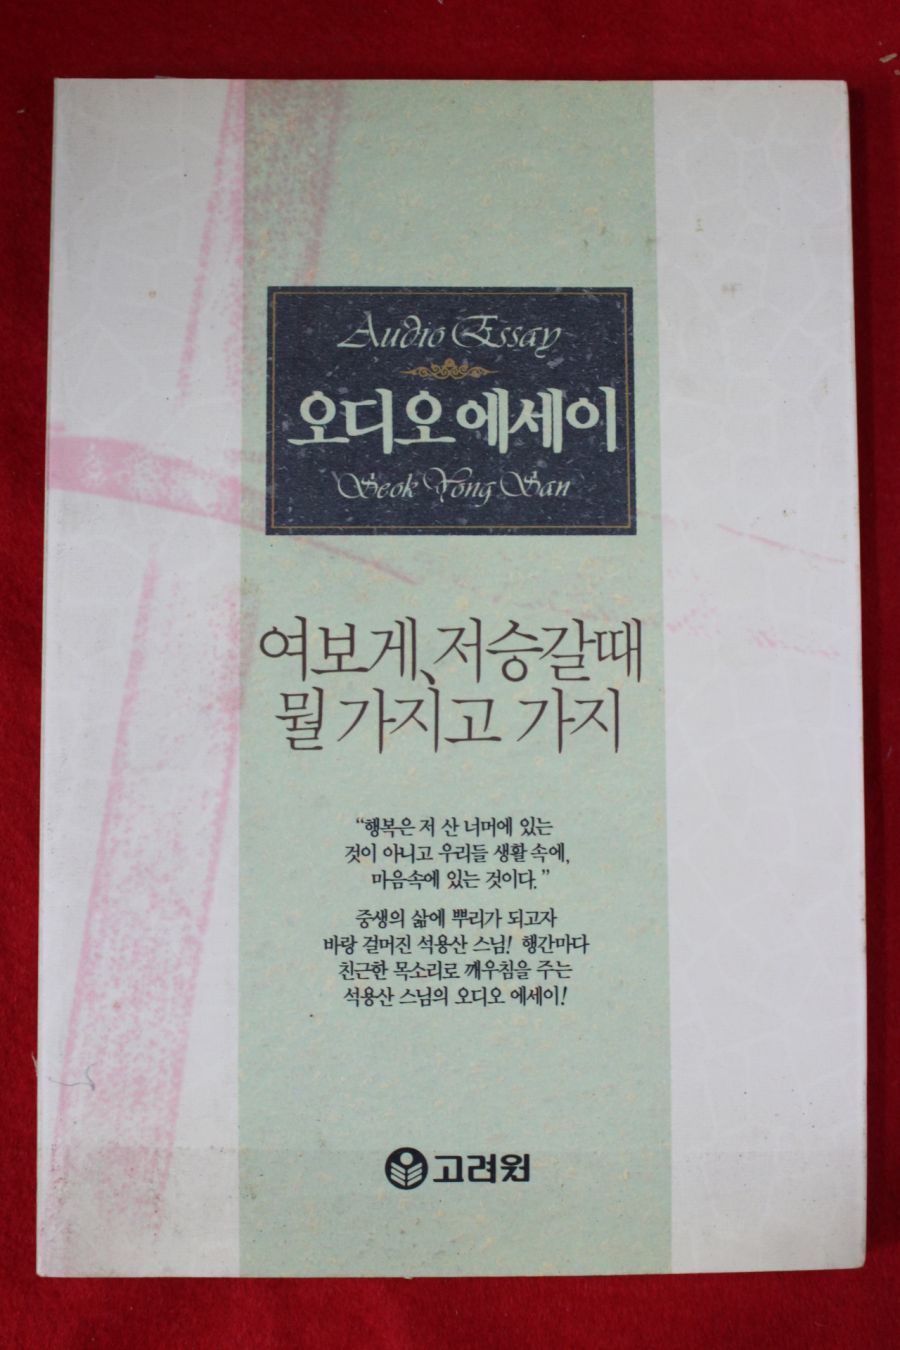 Audio Essay
오디오 에세이
Seok Yong San
여보게, 저승갈때
뭘 가지고 가지
“행복은 저 산 너머에 있는
것이 아니고 우리들 생활 속에,
마음속에 있는 것이다.”
중생의 삶에 뿌리가 되고자
바랑 걸머진 석용산 스님! 행간마다
친근한 목소리로 깨우침을 주는
석용산 스님의 오디오 에세이!
고려원